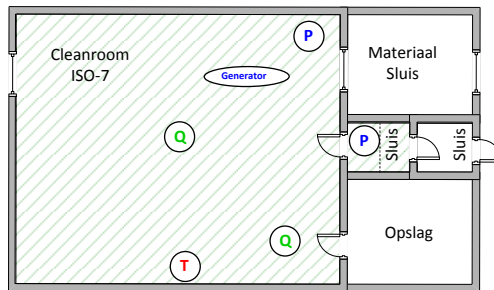 P
Cleanroom
ISO-7
Materiaal
Sluis
Generator
Q
P
Sluis
Sluis
Q
Opslag
T